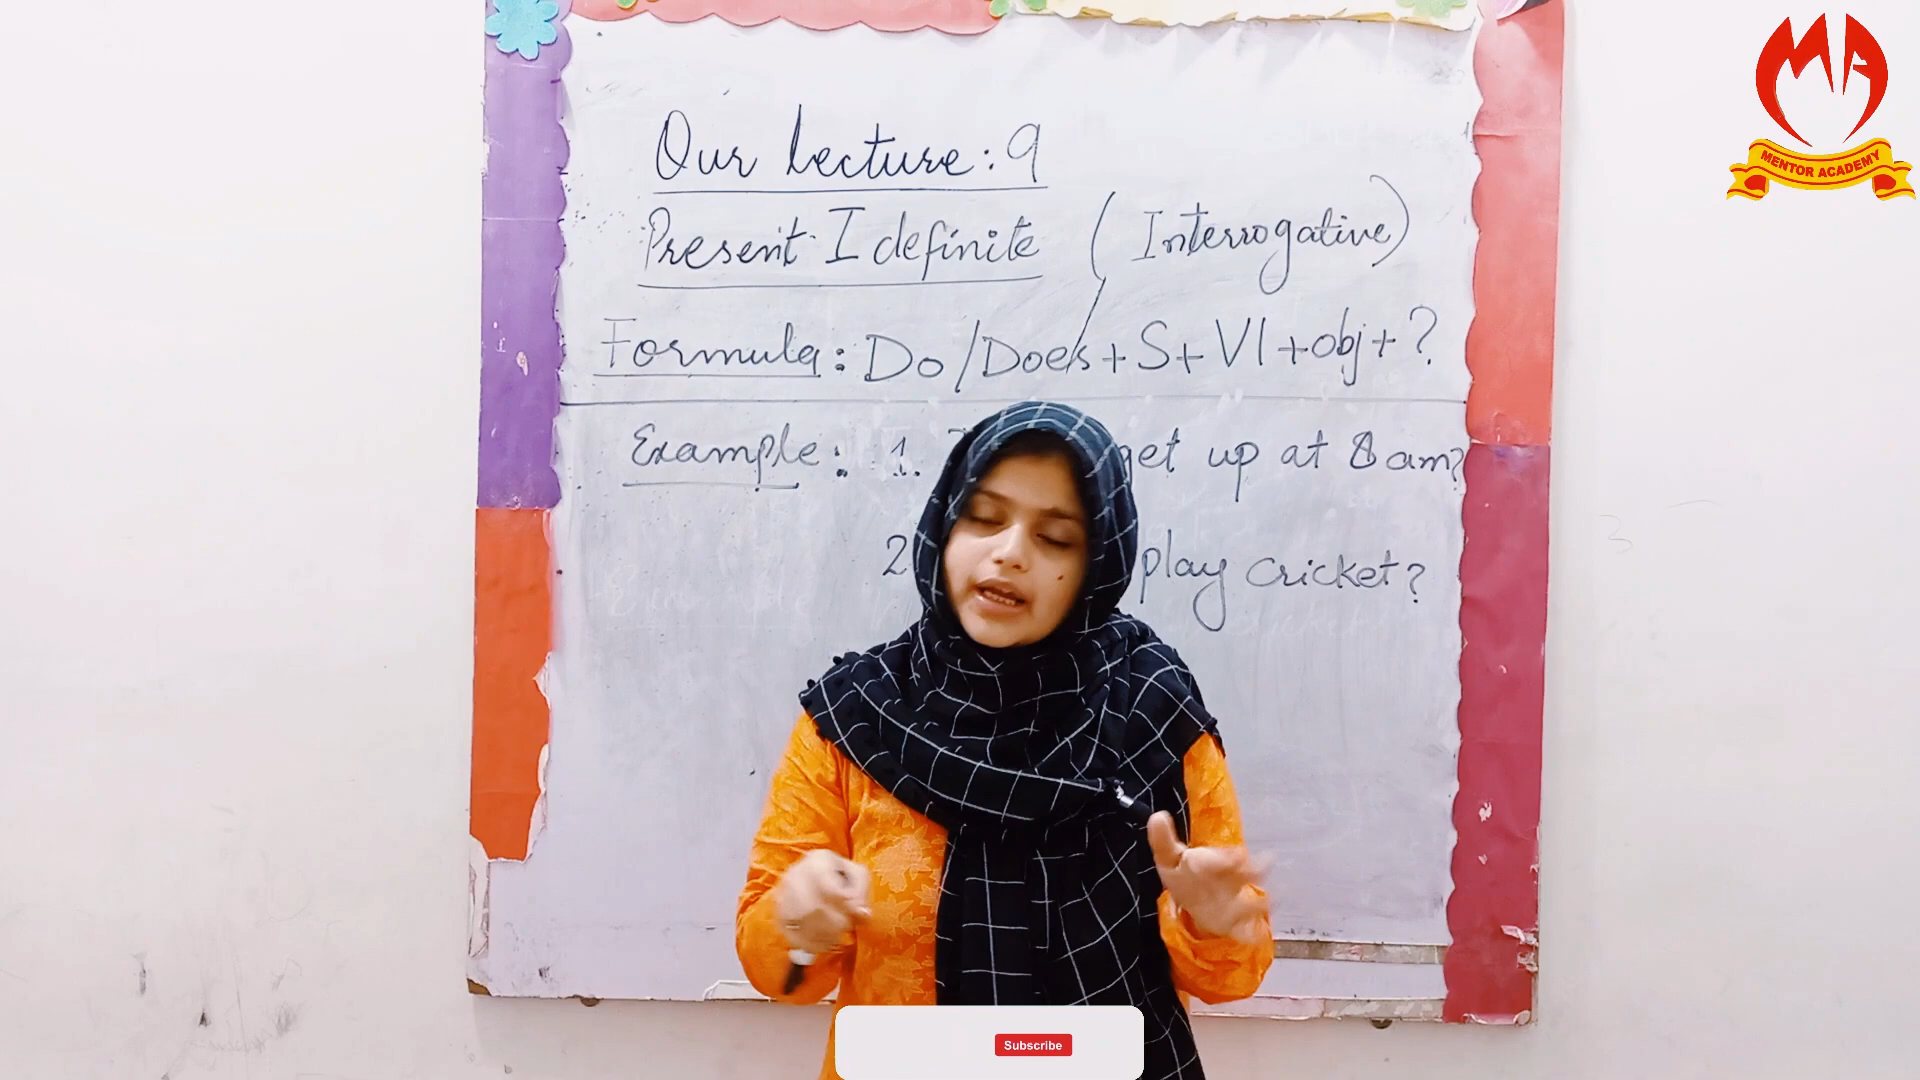 Our Lecture: 9
Present Idefinite (Interrogative)
Formula: Do/Does + S + V1 + obj + ?
Example: 1. get up at 8 am?
2 play cricket?
MA
MENTOR ACADEMY
Subscribe